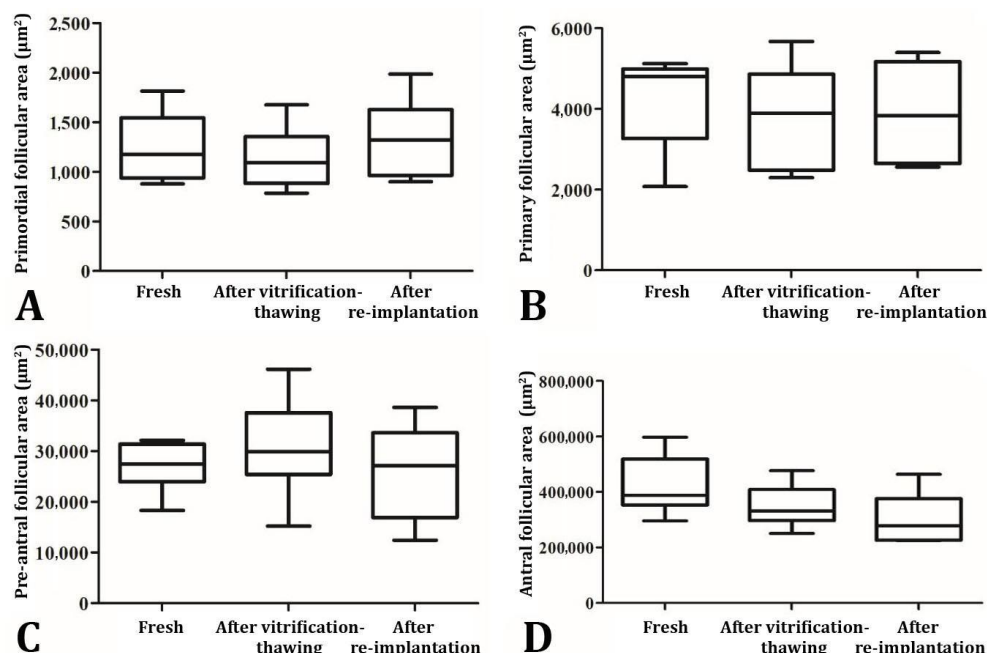 Primordial follicular area (µm²)
2,500
2,000
1,500
1,000
500
0
Fresh
After vitrification-
thawing
After
re-implantation
A
Primary follicular area (µm²)
6,000
4,000
2,000
0
Fresh
After vitrification-
thawing
After
re-implantation
B
Pre-antral follicular area (µm²)
50,000
40,000
30,000
20,000
10,000
0
Fresh
After vitrification-
thawing
After
re-implantation
C
Antral follicular area (µm²)
800,000
600,000
400,000
200,000
0
Fresh
After vitrification-
thawing
After
re-implantation
D